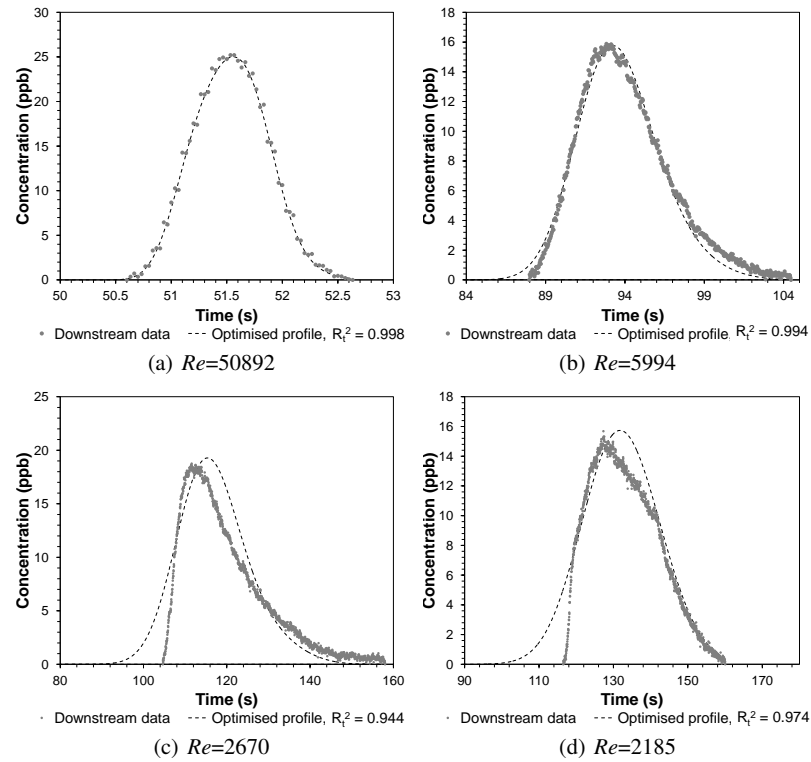 Concentration (ppb)
30
25
20
15
10
5
0
50 50.5 51 51.5 52 52.5 53
Time (s)
Downstream data Optimised profile, Rt² = 0.998
(a) Re=50892
Concentration (ppb)
18
16
14
12
10
8
6
4
2
0
84 89 94 99 104
Time (s)
Downstream data Optimised profile, Rt² = 0.994
(b) Re=5994
Concentration (ppb)
25
20
15
10
5
0
80 100 120 140 160
Time (s)
Downstream data Optimised profile, Rt² = 0.944
(c) Re=2670
Concentration (ppb)
18
16
14
12
10
8
6
4
2
0
90 110 130 150 170
Time (s)
Downstream data Optimised profile, Rt² = 0.974
(d) Re=2185